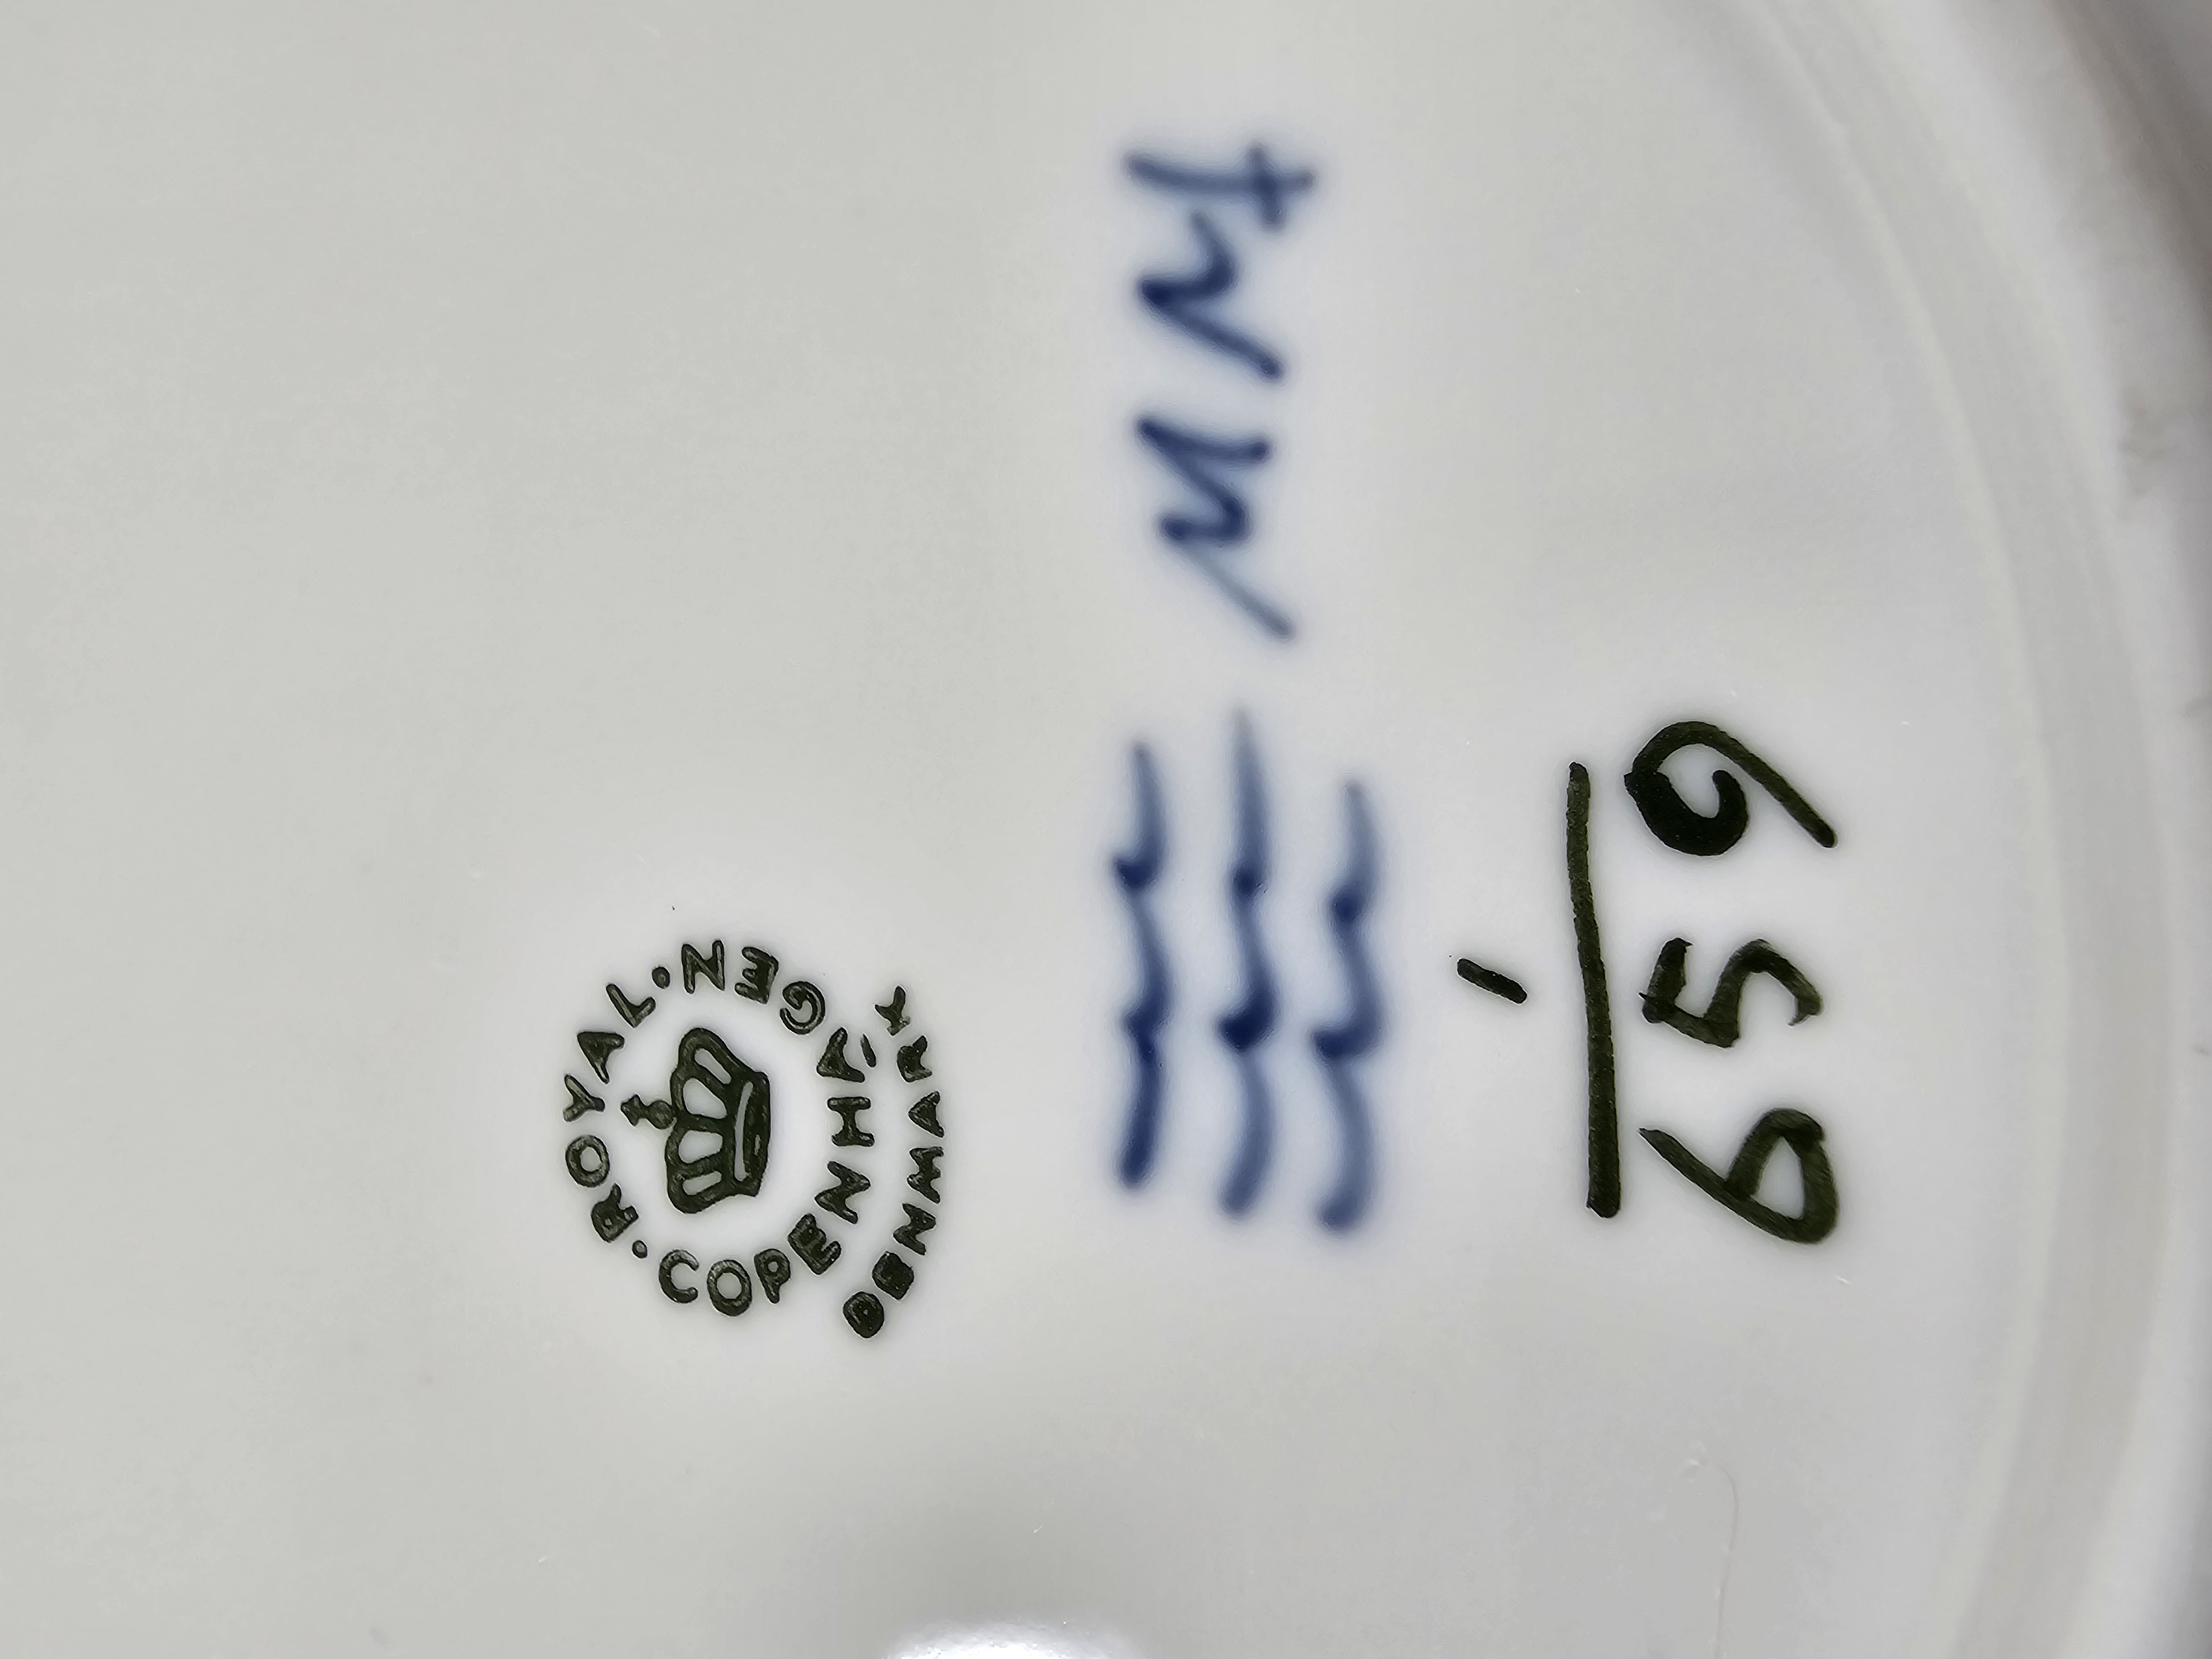 ROYAL · COPENHAGEN ·
DENMARK
1
659